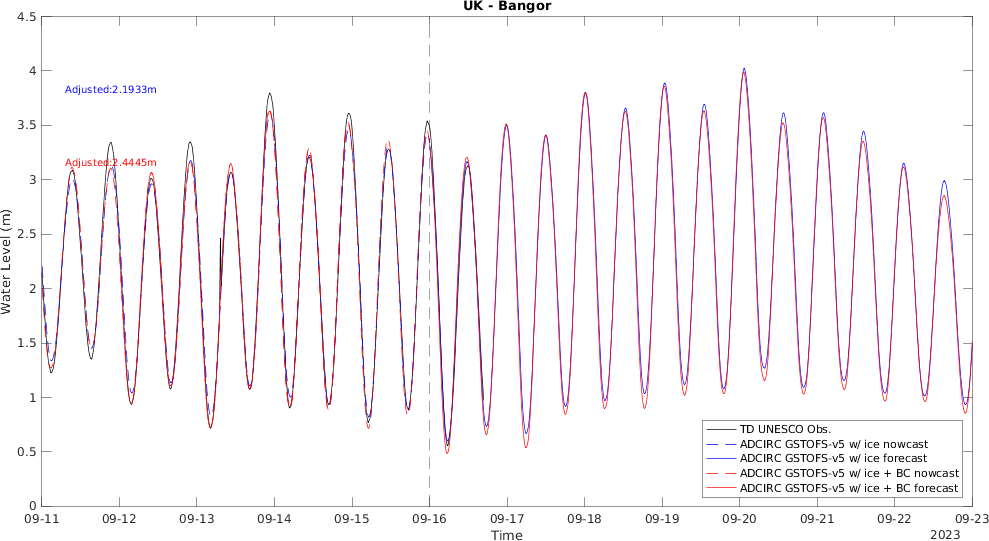 UK - Bangor
4.5
4
3.5
3
2.5
2
1.5
1
0.5
0
Water Level (m)
Adjusted:2.1933m
Adjusted:2.4445m
TD UNESCO Obs.
ADCIRC GSTOFS-v5 w/ ice nowcast
ADCIRC GSTOFS-v5 w/ ice forecast
ADCIRC GSTOFS-v5 w/ ice + BC nowcast
ADCIRC GSTOFS-v5 w/ ice + BC forecast
09-11 09-12 09-13 09-14 09-15 09-16 09-17 09-18 09-19 09-20 09-21 09-22 09-23
Time
2023